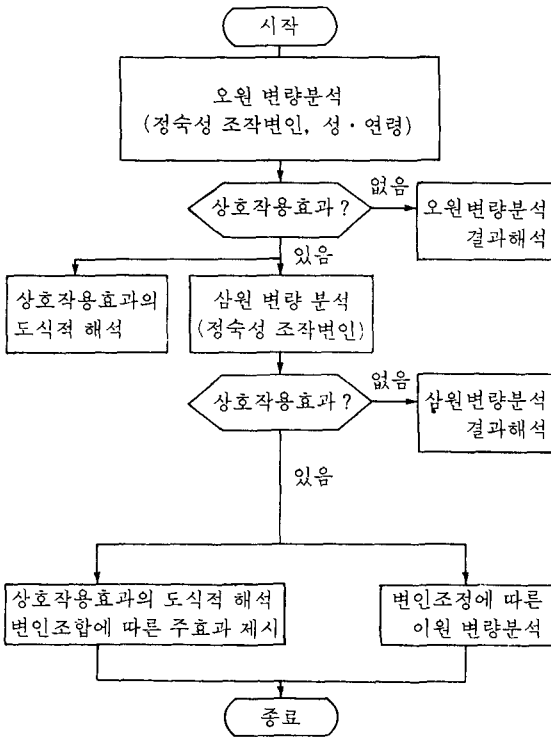 시작
오원 변량분석
(정숙성 조작변인, 성·연령)
상호작용효과?
없음
오원변량분석
결과해석
있음
상호작용효과의
도식적 해석
삼원 변량 분석
(정숙성 조작변인)
상호작용효과?
없음
삼원변량분석
결과해석
있음
상호작용효과의 도식적 해석
변인조합에 따른 주효과 제시
변인조정에 따른
이원 변량분석
종료